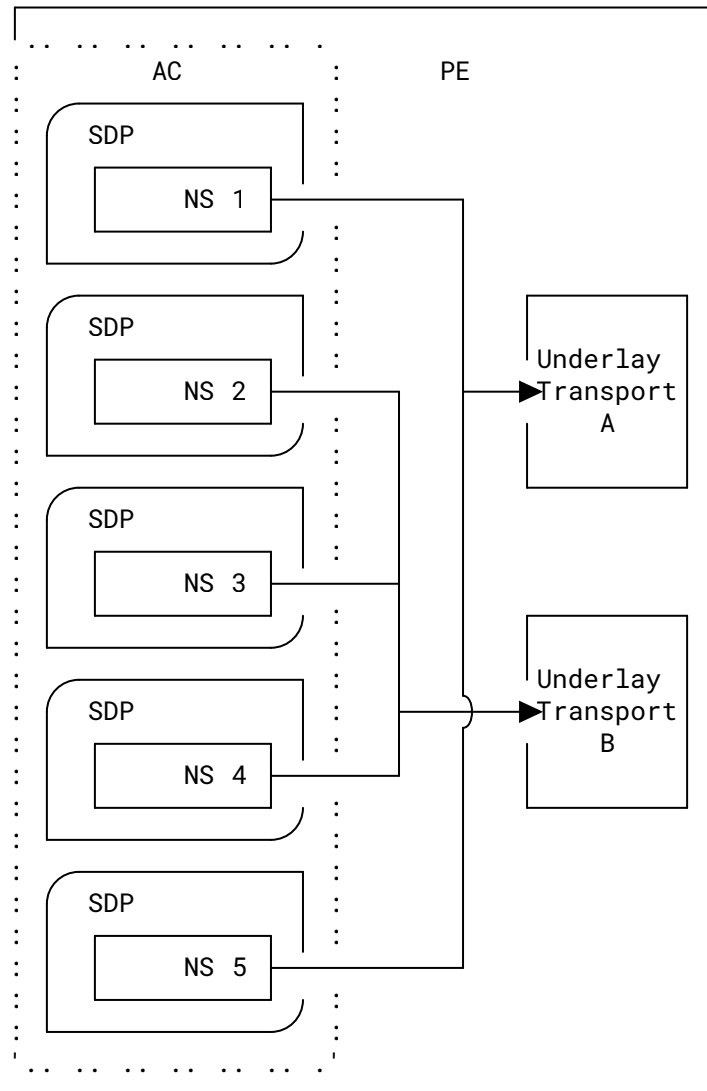 AC PE
SDP
NS 1
SDP
NS 2
Underlay
Transport
A
SDP
NS 3
SDP
NS 4
Underlay
Transport
B
SDP
NS 5